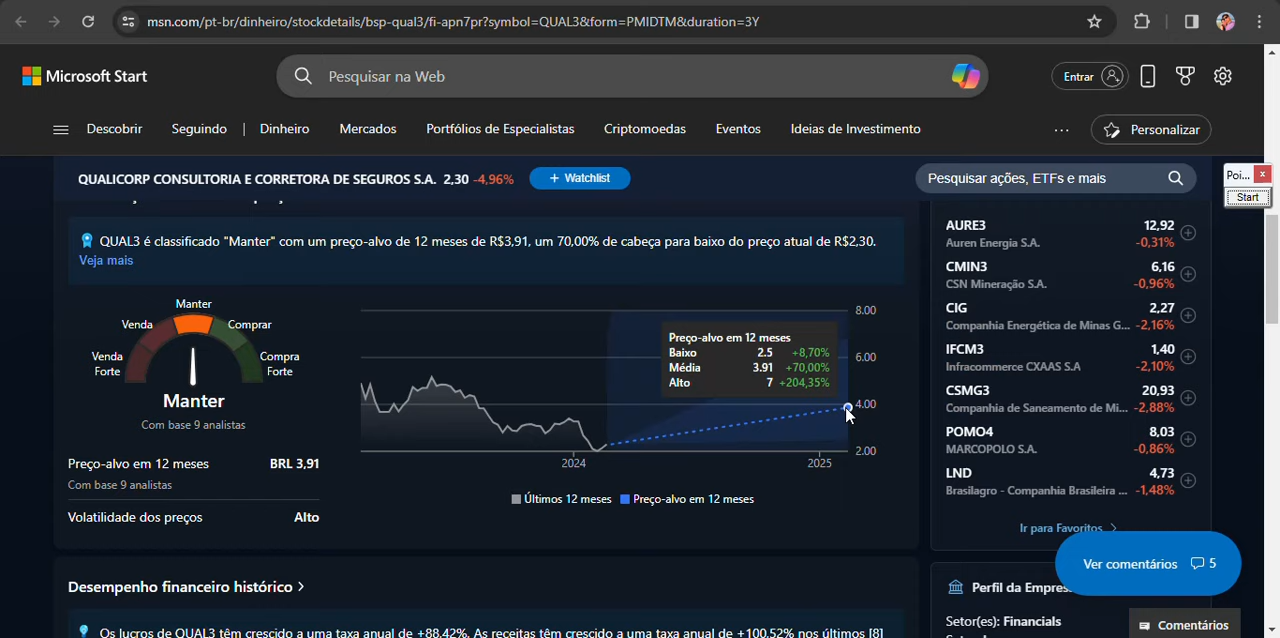 msn.com/pt-br/dinheiro/stockdetails/bsp-qual3/fi-apn7pr?symbol=QUAL3&form=PMIDTM&duration=3Y
Microsoft Start
Pesquisar na Web
Entrar
Descobrir
Seguindo
Dinheiro
Mercados
Portfólios de Especialistas
Criptomoedas
Eventos
Ideias de Investimento
...
Personalizar
QUALICORP CONSULTORIA E CORRETORA DE SEGUROS S.A. 2,30 -4,96%
+ Watchlist
Pesquisar ações, ETFs e mais
Poi...
x
Start
QUAL3 é classificado "Manter" com um preço-alvo de 12 meses de R$3,91, um 70,00% de cabeça para baixo do preço atual de R$2,30.
Veja mais
Manter
Venda
Comprar
Venda Forte
Compra Forte
Manter
Com base 9 analistas
Preço-alvo em 12 meses BRL 3,91
Com base 9 analistas
Volatilidade dos preços Alto
8.00
6.00
4.00
2.00
Preço-alvo em 12 meses
Baixo 2.5 +8,70%
Média 3.91 +70,00%
Alto 7 +204,35%
2024
2025
Últimos 12 meses
Preço-alvo em 12 meses
AURE3 12,92
Auren Energia S.A. -0,31%
CMIN3 6,16
CSN Mineração S.A. -0,96%
CIG 2,27
Companhia Energética de Minas G... -2,16%
IFCM3 1,40
Infracommerce CXAAS S.A -2,10%
CSMG3 20,93
Companhia de Saneamento de Mi... -2,88%
POMO4 8,03
MARCOPOLO S.A. -0,86%
LND 4,73
Brasilagro - Companhia Brasileira ... -1,48%
Ir para Favoritos >
Ver comentários 5
Desempenho financeiro histórico >
Os lucros de QUAL3 têm crescido a uma taxa anual de +88.42%. As receitas têm crescido a uma taxa anual de +100.52% nos últimos [8]
Perfil da Empres
Setor(es): Financials
Comentários